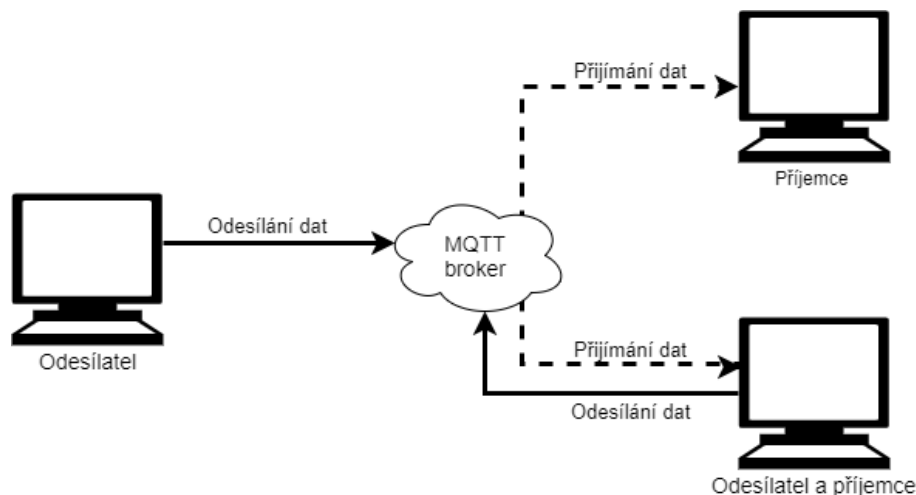 Přijímání dat
Příjemce
Odesílání dat
MQTT
broker
Odesílatel
Přijímání dat
Odesílání dat
Odesílatel a příjemce